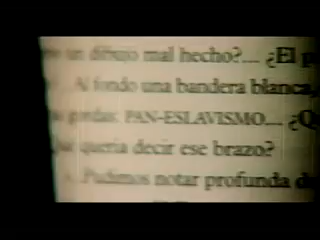 un dibujo mal hecho?... ¿El
Al fondo una bandera blanca,
gordas: PAN-ESLAVISMO.... ¿Q
quería decir ese brazo?
Pudimos notar profunda